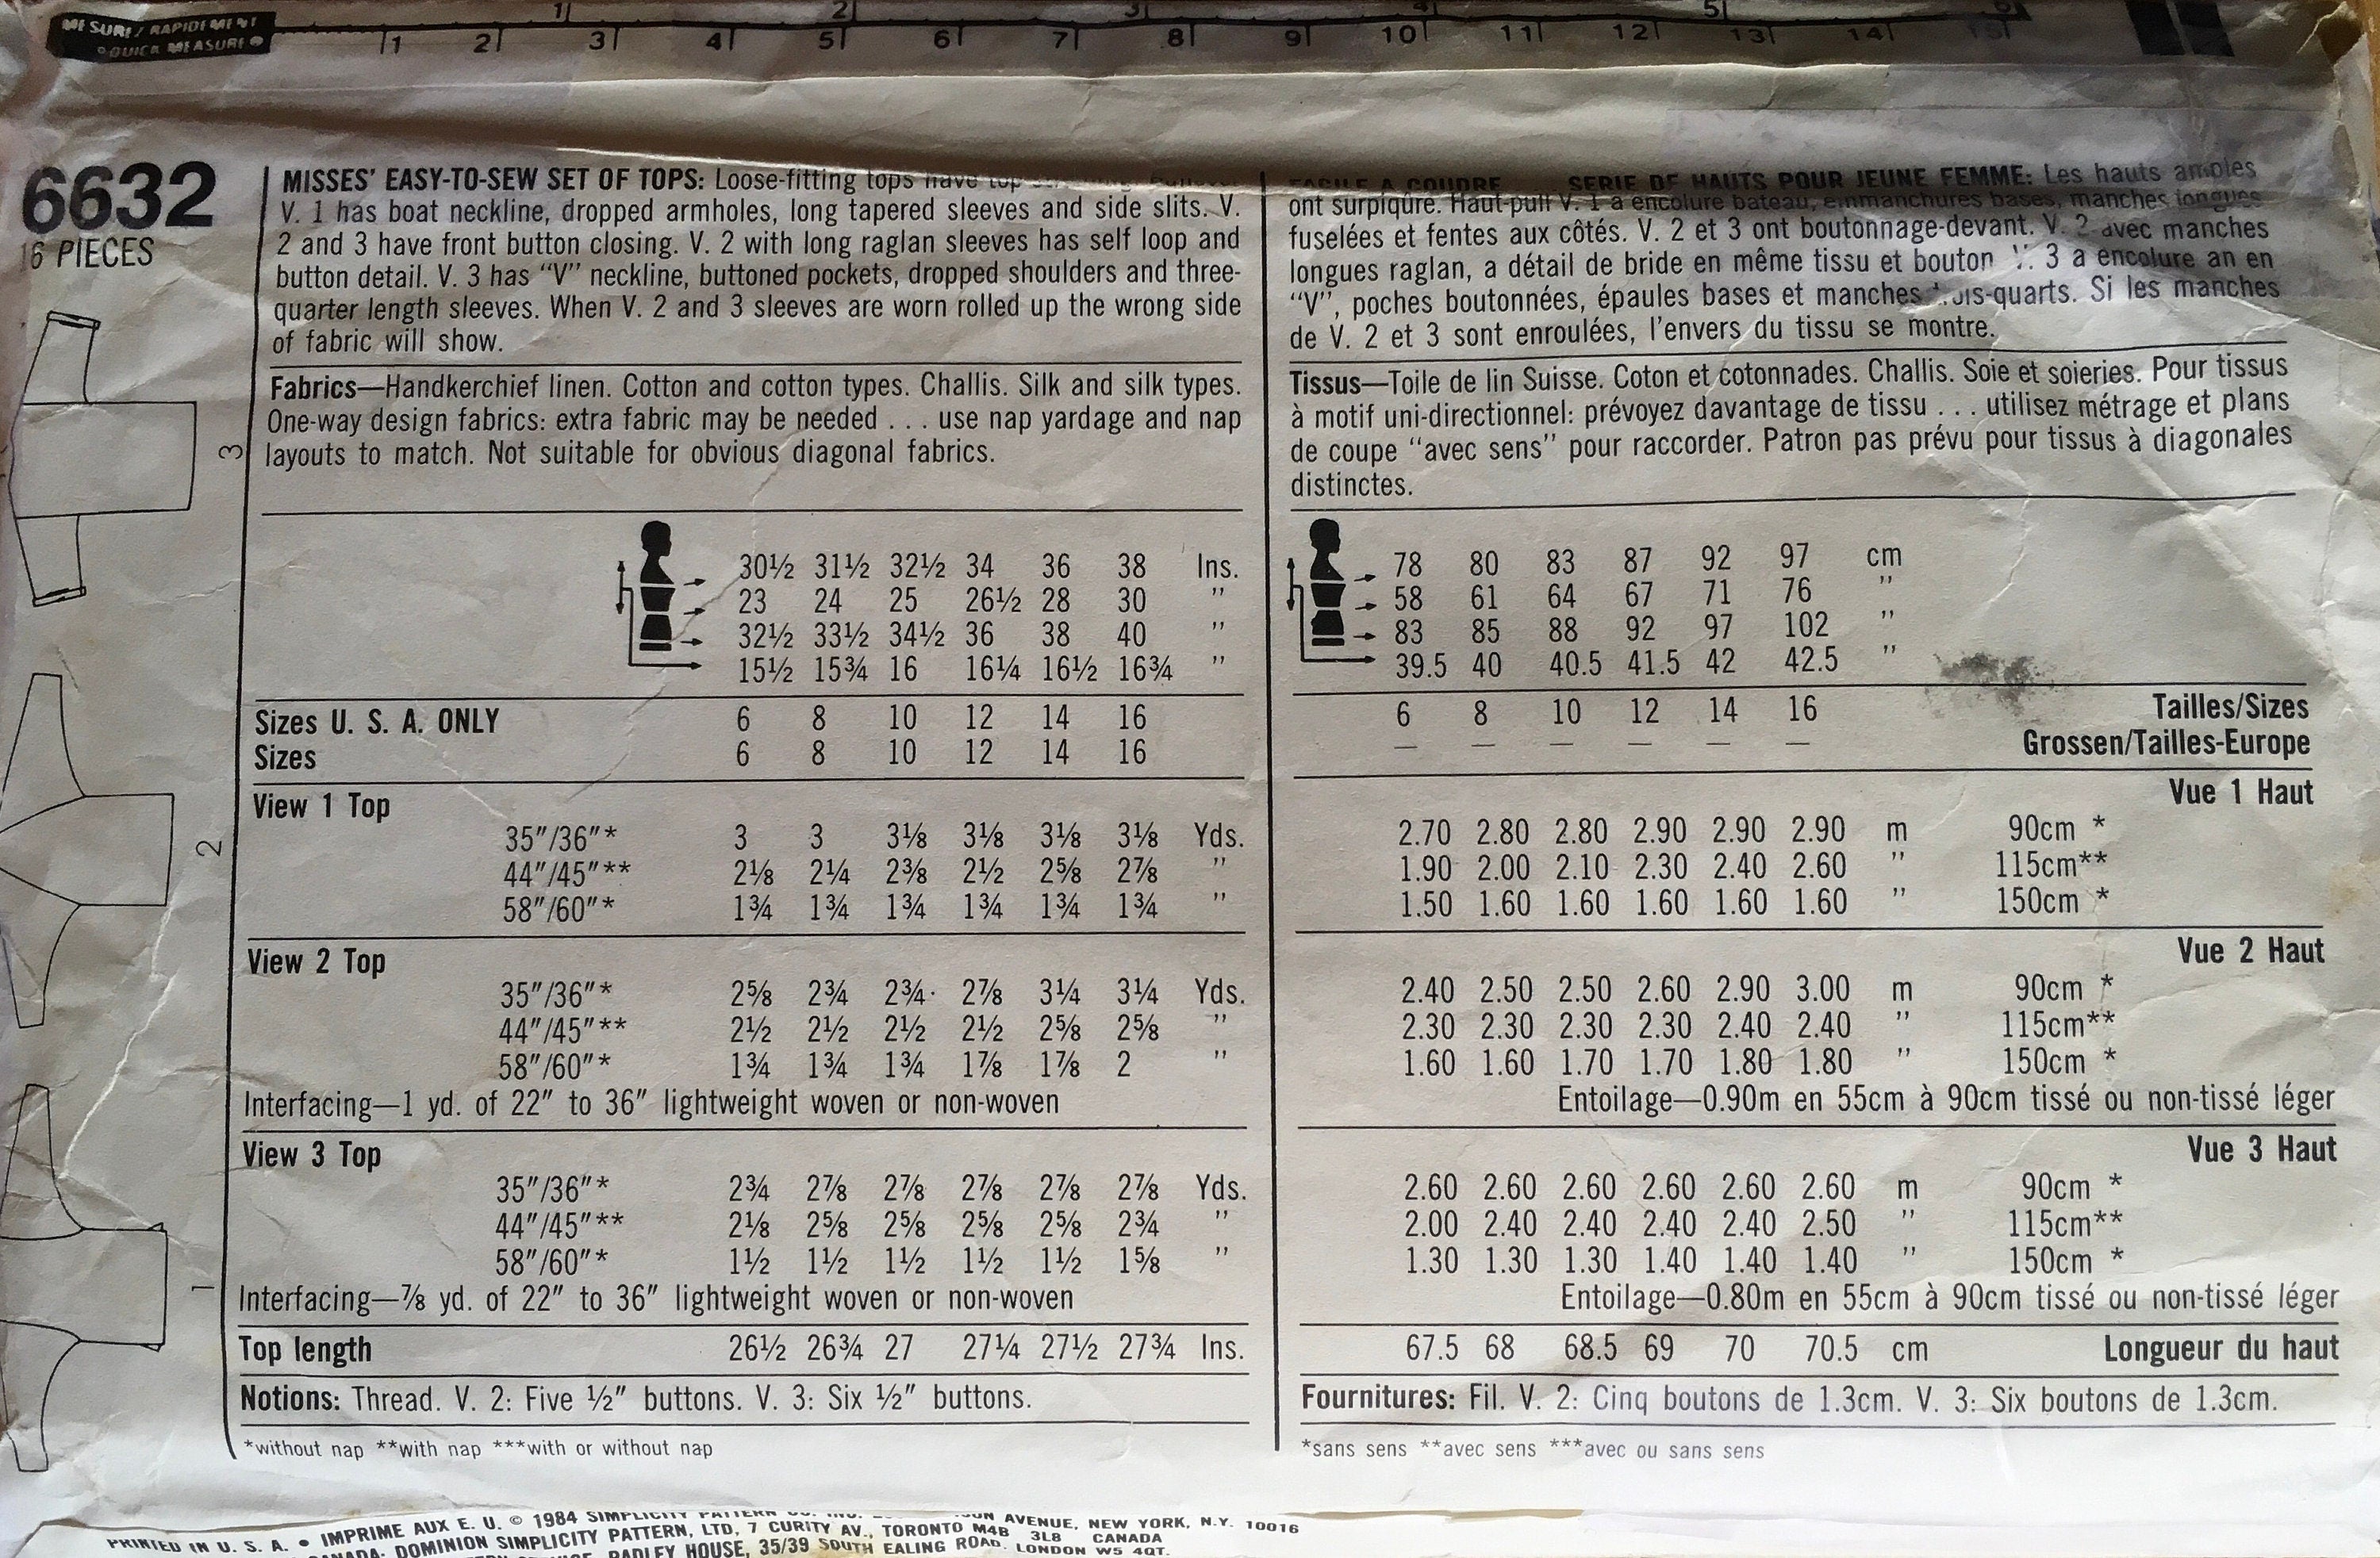 MESURE/RAPIDEMENT
QUICK MEASURE
1 2 3 4 5
1 2 3 4 5 6 7 8 9 10 11 12 13 14 15
6632
16 PIECES
3
2
1
MISSES' EASY-TO-SEW SET OF TOPS: Loose-fitting tops have top
V. 1 has boat neckline, dropped armholes, long tapered sleeves and side slits. V.
2 and 3 have front button closing. V. 2 with long raglan sleeves has self loop and
button detail. V. 3 has "V" neckline, buttoned pockets, dropped shoulders and three-
quarter length sleeves. When V. 2 and 3 sleeves are worn rolled up the wrong side
of fabric will show.
Fabrics—Handkerchief linen. Cotton and cotton types. Challis. Silk and silk types.
One-way design fabrics: extra fabric may be needed . . . use nap yardage and nap
layouts to match. Not suitable for obvious diagonal fabrics.
30½ 31½ 32½ 34 36 38 Ins.
23 24 25 26½ 28 30 "
32½ 33½ 34½ 36 38 40 "
15½ 15¾ 16 16¼ 16½ 16¾ "
Sizes U. S. A. ONLY 6 8 10 12 14 16
Sizes 6 8 10 12 14 16
View 1 Top
35"/36"* 3 3 3⅛ 3⅛ 3⅛ 3⅛ Yds.
44"/45"** 2⅛ 2¼ 2⅜ 2½ 2⅝ 2⅞ "
58"/60"* 1¾ 1¾ 1¾ 1¾ 1¾ 1¾ "
View 2 Top
35"/36"* 2⅝ 2¾ 2¾ 2⅞ 3¼ 3¼ Yds.
44"/45"** 2½ 2½ 2½ 2½ 2⅝ 2⅝ "
58"/60"* 1¾ 1¾ 1¾ 1⅞ 1⅞ 2 "
Interfacing—1 yd. of 22" to 36" lightweight woven or non-woven
View 3 Top
35"/36"* 2¾ 2⅞ 2⅞ 2⅞ 2⅞ 2⅞ Yds.
44"/45"** 2⅛ 2⅝ 2⅝ 2⅝ 2⅝ 2¾ "
58"/60"* 1½ 1½ 1½ 1½ 1½ 1⅝ "
Interfacing—⅞ yd. of 22" to 36" lightweight woven or non-woven
Top length 26½ 26¾ 27 27¼ 27½ 27¾ Ins.
Notions: Thread. V. 2: Five ½" buttons. V. 3: Six ½" buttons.
*without nap **with nap ***with or without nap
FACILE A COUDRE SERIE DE HAUTS POUR JEUNE FEMME: Les hauts amples
ont surpiqûre. Haut-pull V. 1 a encolure bateau, emmanchures bases, manches longues
fuselées et fentes aux côtés. V. 2 et 3 ont boutonnage-devant. V. 2 avec manches
longues raglan, a détail de bride en même tissu et bouton V. 3 a encolure an en
"V", poches boutonnées, épaules bases et manches trois-quarts. Si les manches
de V. 2 et 3 sont enroulées, l'envers du tissu se montre.
Tissus—Toile de lin Suisse. Coton et cotonnades. Challis. Soie et soieries. Pour tissus
à motif uni-directionnel: prévoyez davantage de tissu . . . utilisez métrage et plans
de coupe "avec sens" pour raccorder. Patron pas prévu pour tissus à diagonales
distinctes.
78 80 83 87 92 97 cm
58 61 64 67 71 76 "
83 85 88 92 97 102 "
39.5 40 40.5 41.5 42 42.5 "
6 8 10 12 14 16 Tailles/Sizes
— — — — — — Grossen/Tailles-Europe
Vue 1 Haut
2.70 2.80 2.80 2.90 2.90 2.90 m 90cm *
1.90 2.00 2.10 2.30 2.40 2.60 " 115cm**
1.50 1.60 1.60 1.60 1.60 1.60 " 150cm *
Vue 2 Haut
2.40 2.50 2.50 2.60 2.90 3.00 m 90cm *
2.30 2.30 2.30 2.30 2.40 2.40 " 115cm**
1.60 1.60 1.70 1.70 1.80 1.80 " 150cm *
Entoilage—0.90m en 55cm à 90cm tissé ou non-tissé léger
Vue 3 Haut
2.60 2.60 2.60 2.60 2.60 2.60 m 90cm *
2.00 2.40 2.40 2.40 2.40 2.50 " 115cm**
1.30 1.30 1.30 1.40 1.40 1.40 " 150cm *
Entoilage—0.80m en 55cm à 90cm tissé ou non-tissé léger
67.5 68 68.5 69 70 70.5 cm Longueur du haut
Fournitures: Fil. V. 2: Cinq boutons de 1.3cm. V. 3: Six boutons de 1.3cm.
*sans sens **avec sens ***avec ou sans sens
PRINTED IN U. S. A. • IMPRIME AUX E. U. © 1984 SIMPLICITY PATTERN CO. INC. AVENUE, NEW YORK, N.Y. 10016
CANADA: DOMINION SIMPLICITY PATTERN, LTD, 7 CURITY AV., TORONTO M4B 3L8 CANADA
RADLEY HOUSE, 35/39 SOUTH EALING ROAD. LONDON W5 4QT.